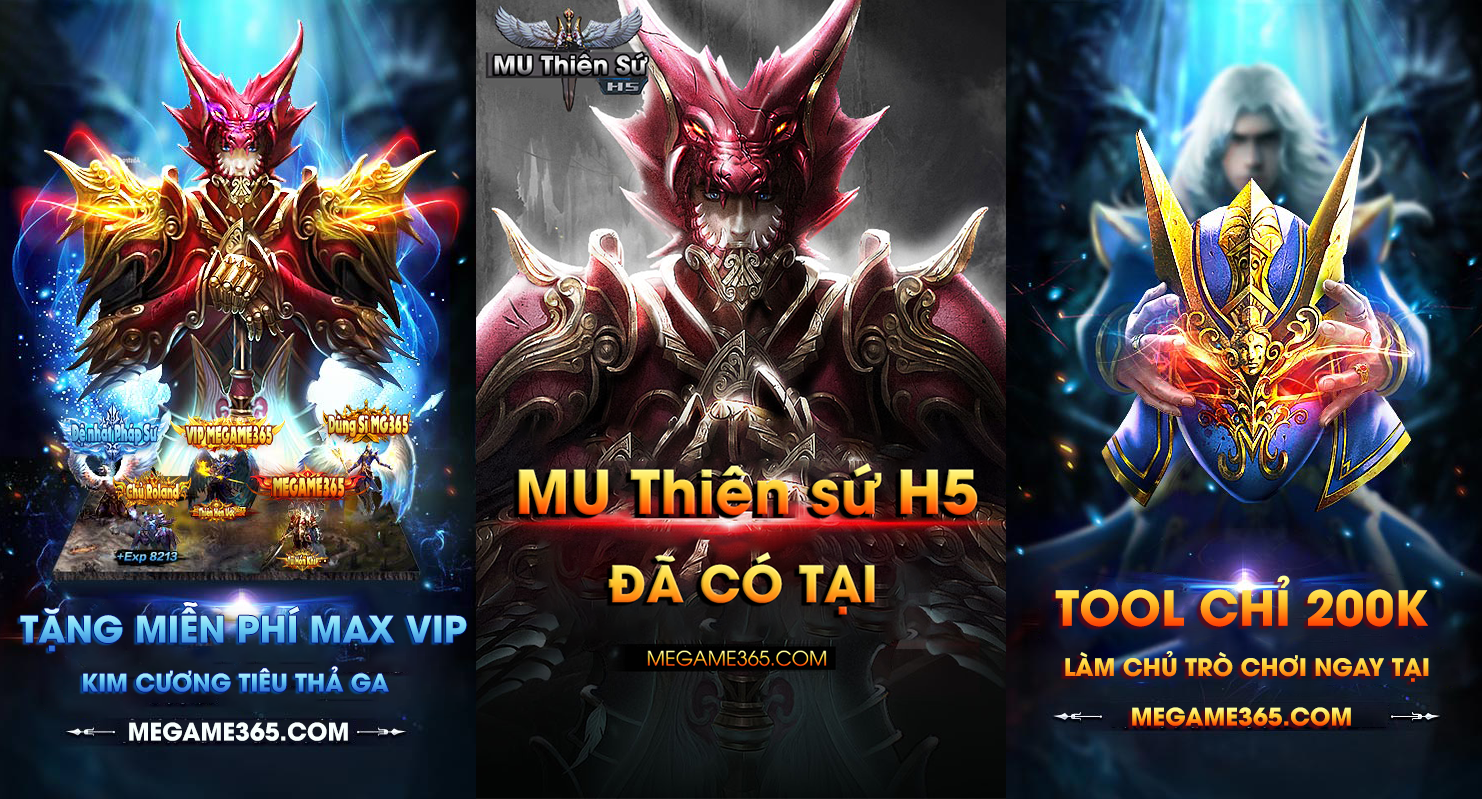 Đệ nhất Pháp Sư
VIP MEGAME365
Dũng Sĩ MG365
Chú Roland
MEGAME365
+Exp 8213
TẶNG MIỄN PHÍ MAX VIP
KIM CƯƠNG TIÊU THẢ GA
MEGAME365.COM
MU Thiên Sứ
H5
MU Thiên sứ H5
ĐÃ CÓ TẠI
MEGAME365.COM
TOOL CHỈ 200K
LÀM CHỦ TRÒ CHƠI NGAY TẠI
MEGAME365.COM